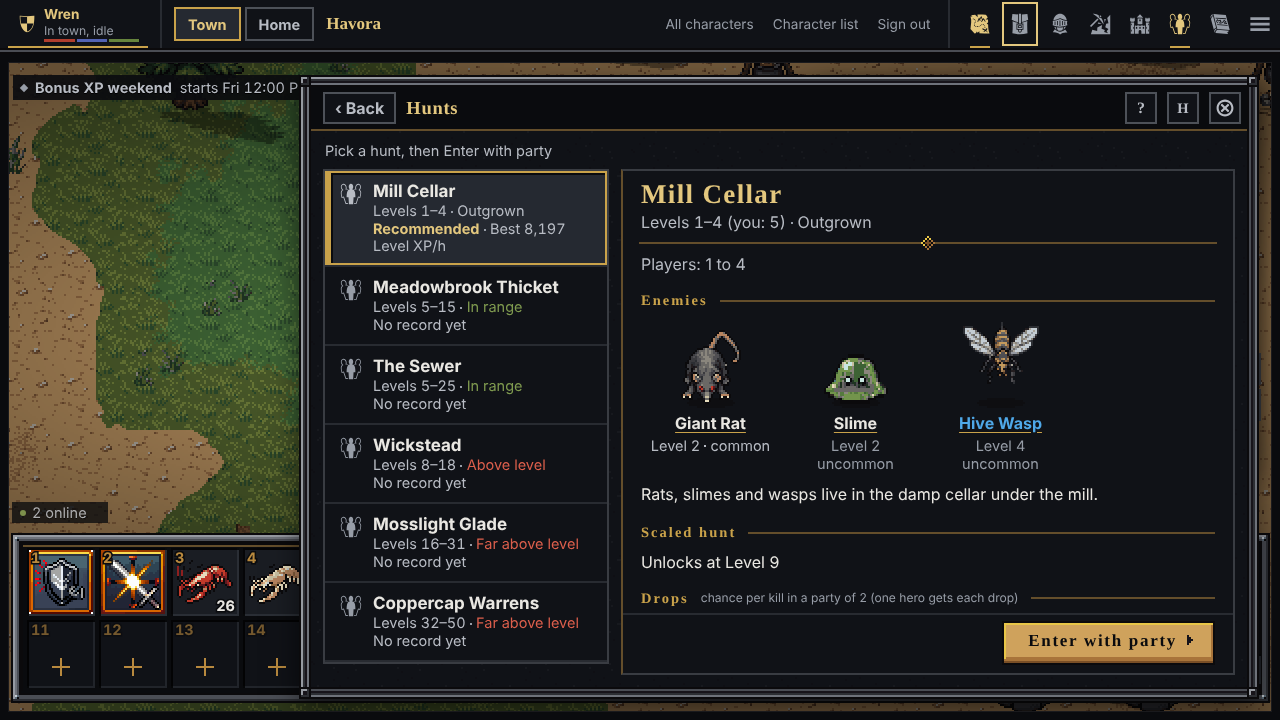 Wren
In town, idle
Town
Home
Havora
All characters
Character list
Sign out
Bonus XP weekend starts Fri 12:00 P
‹ Back
Hunts
?
H
Pick a hunt, then Enter with party
Mill Cellar
Levels 1–4 · Outgrown
Recommended · Best 8,197
Level XP/h
Meadowbrook Thicket
Levels 5–15 · In range
No record yet
The Sewer
Levels 5–25 · In range
No record yet
Wickstead
Levels 8–18 · Above level
No record yet
Mosslight Glade
Levels 16–31 · Far above level
No record yet
Coppercap Warrens
Levels 32–50 · Far above level
No record yet
Mill Cellar
Levels 1–4 (you: 5) · Outgrown
Players: 1 to 4
Enemies
Giant Rat
Level 2 · common
Slime
Level 2
uncommon
Hive Wasp
Level 4
uncommon
Rats, slimes and wasps live in the damp cellar under the mill.
Scaled hunt
Unlocks at Level 9
Drops chance per kill in a party of 2 (one hero gets each drop)
Enter with party
2 online
1
2
3
26
4
11
12
13
14